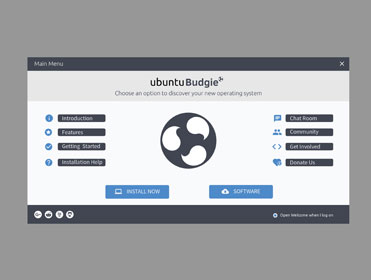 Main Menu
ubuntu Budgie
Choose an option to discover your new operating system
Introduction
Features
Getting Started
Installation Help
Chat Room
Community
Get Involved
Donate Us
INSTALL NOW
SOFTWARE
Open Welcome when I log on